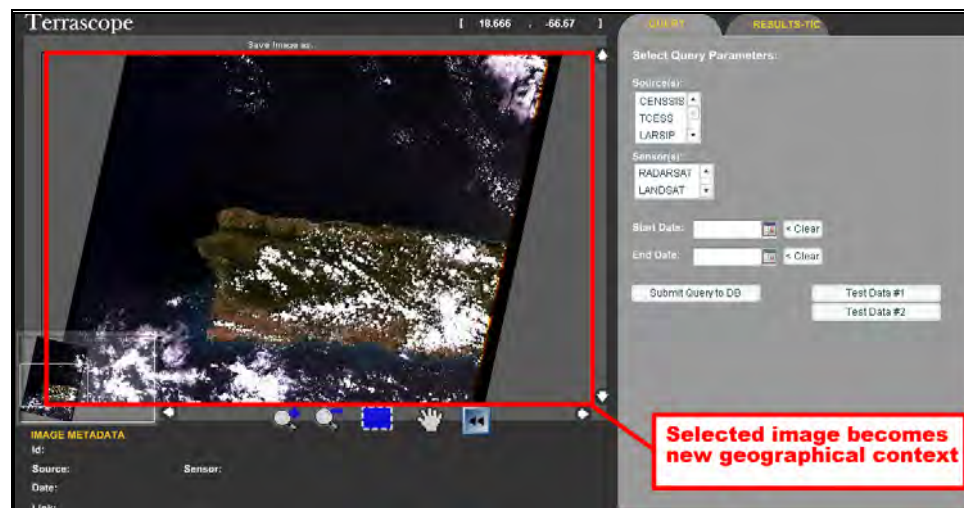 Terrascope
[ 18.666 , -66.67 ]
QUERY
RESULTS-TIC
Save Image as..
Select Query Parameters:
Source(s):
CENSSIS
TCESS
LARSIP
Sensor(s):
RADARSAT
LANDSAT
Start Date:
< Clear
End Date:
< Clear
Submit Query to DB
Test Data #1
Test Data #2
Selected image becomes
new geographical context
IMAGE METADATA
Id:
Source:
Sensor:
Date:
Link: